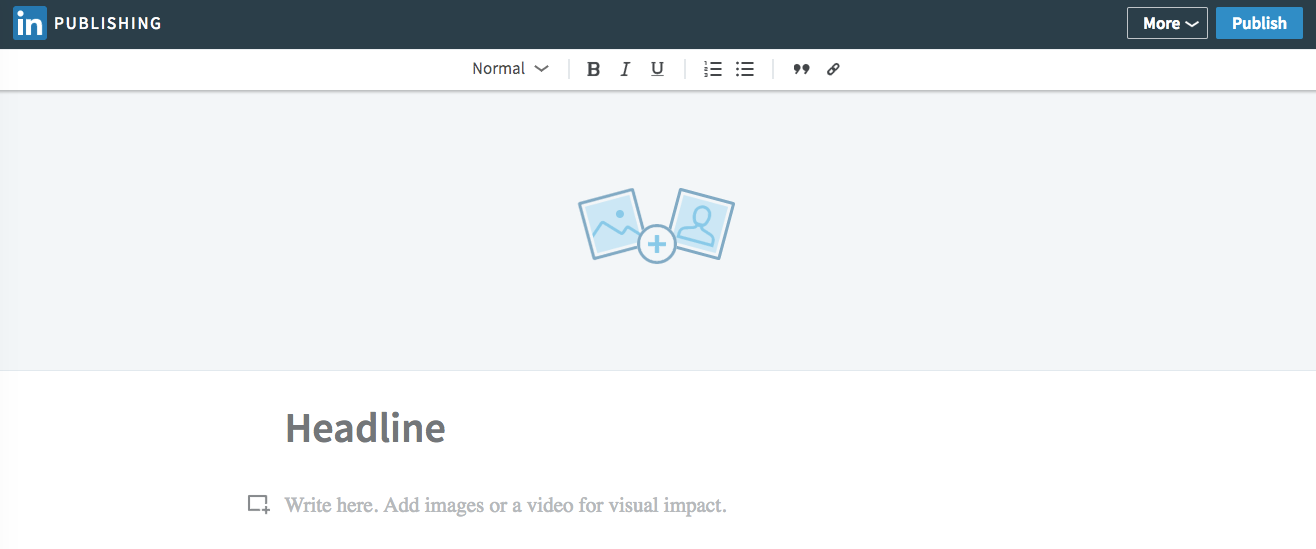 in PUBLISHING
More Publish
Normal B I U
Headline
Write here. Add images or a video for visual impact.